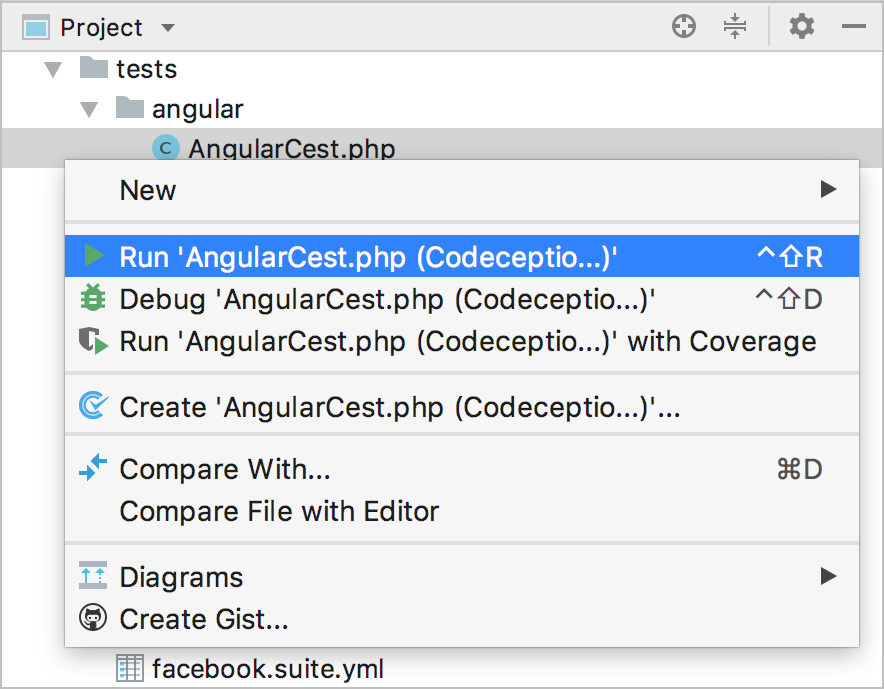 Project
tests
angular
C AngularCest.php
New
Run 'AngularCest.php (Codeceptio...)' ^⇧R
Debug 'AngularCest.php (Codeceptio...)' ^⇧D
Run 'AngularCest.php (Codeceptio...)' with Coverage
Create 'AngularCest.php (Codeceptio...)'...
Compare With... ⌘D
Compare File with Editor
Diagrams
Create Gist...
facebook.suite.yml